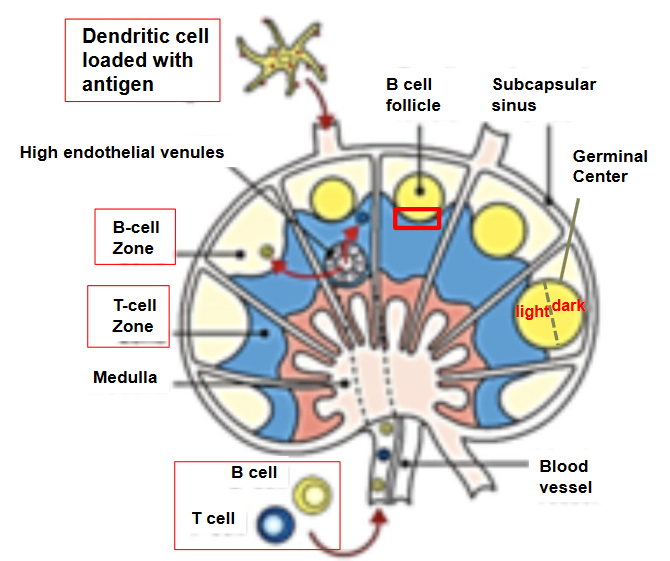 Dendritic cell
loaded with
antigen
B cell
follicle
Subcapsular
sinus
High endothelial venules
Germinal
Center
B-cell
Zone
T-cell
Zone
light
dark
Medulla
B cell
T cell
Blood
vessel